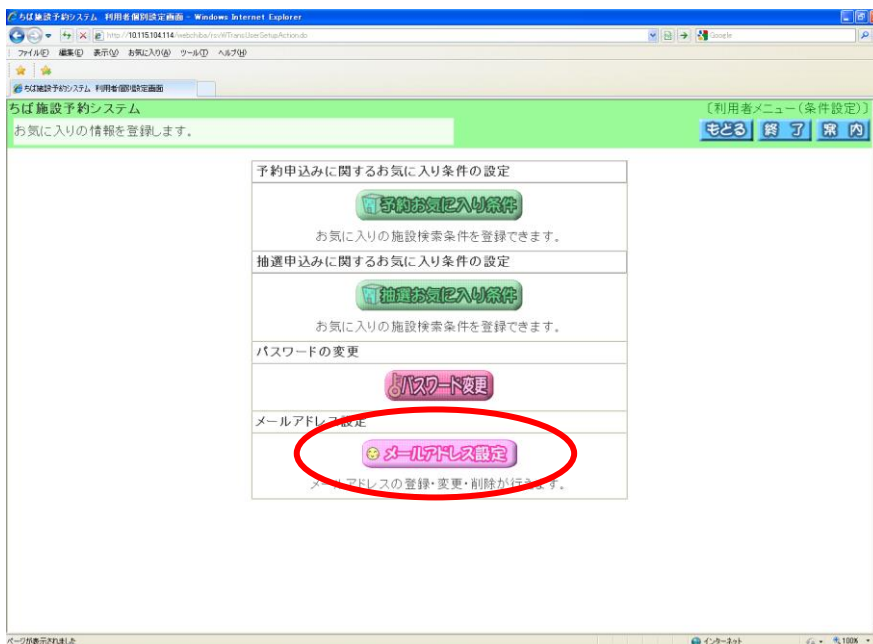 ちば施設予約システム 利用者個別設定画面 - Windows Internet Explorer
http://10.115.104.114/webchiba/rsv/WTransUserSetupAction.do
Google
ファイル(F) 編集(E) 表示(V) お気に入り(A) ツール(T) ヘルプ(H)
ちば施設予約システム 利用者個別設定画面
ちば施設予約システム
〔利用者メニュー(条件設定)〕
お気に入りの情報を登録します。
もどる 終了 案内
予約申込みに関するお気に入り条件の設定
予約お気に入り条件
お気に入りの施設検索条件を登録できます。
抽選申込みに関するお気に入り条件の設定
抽選お気に入り条件
お気に入りの施設検索条件を登録できます。
パスワードの変更
パスワード変更
メールアドレス設定
メールアドレス設定
メールアドレスの登録・変更・削除が行えます。
ページが表示されました
インターネット
100%